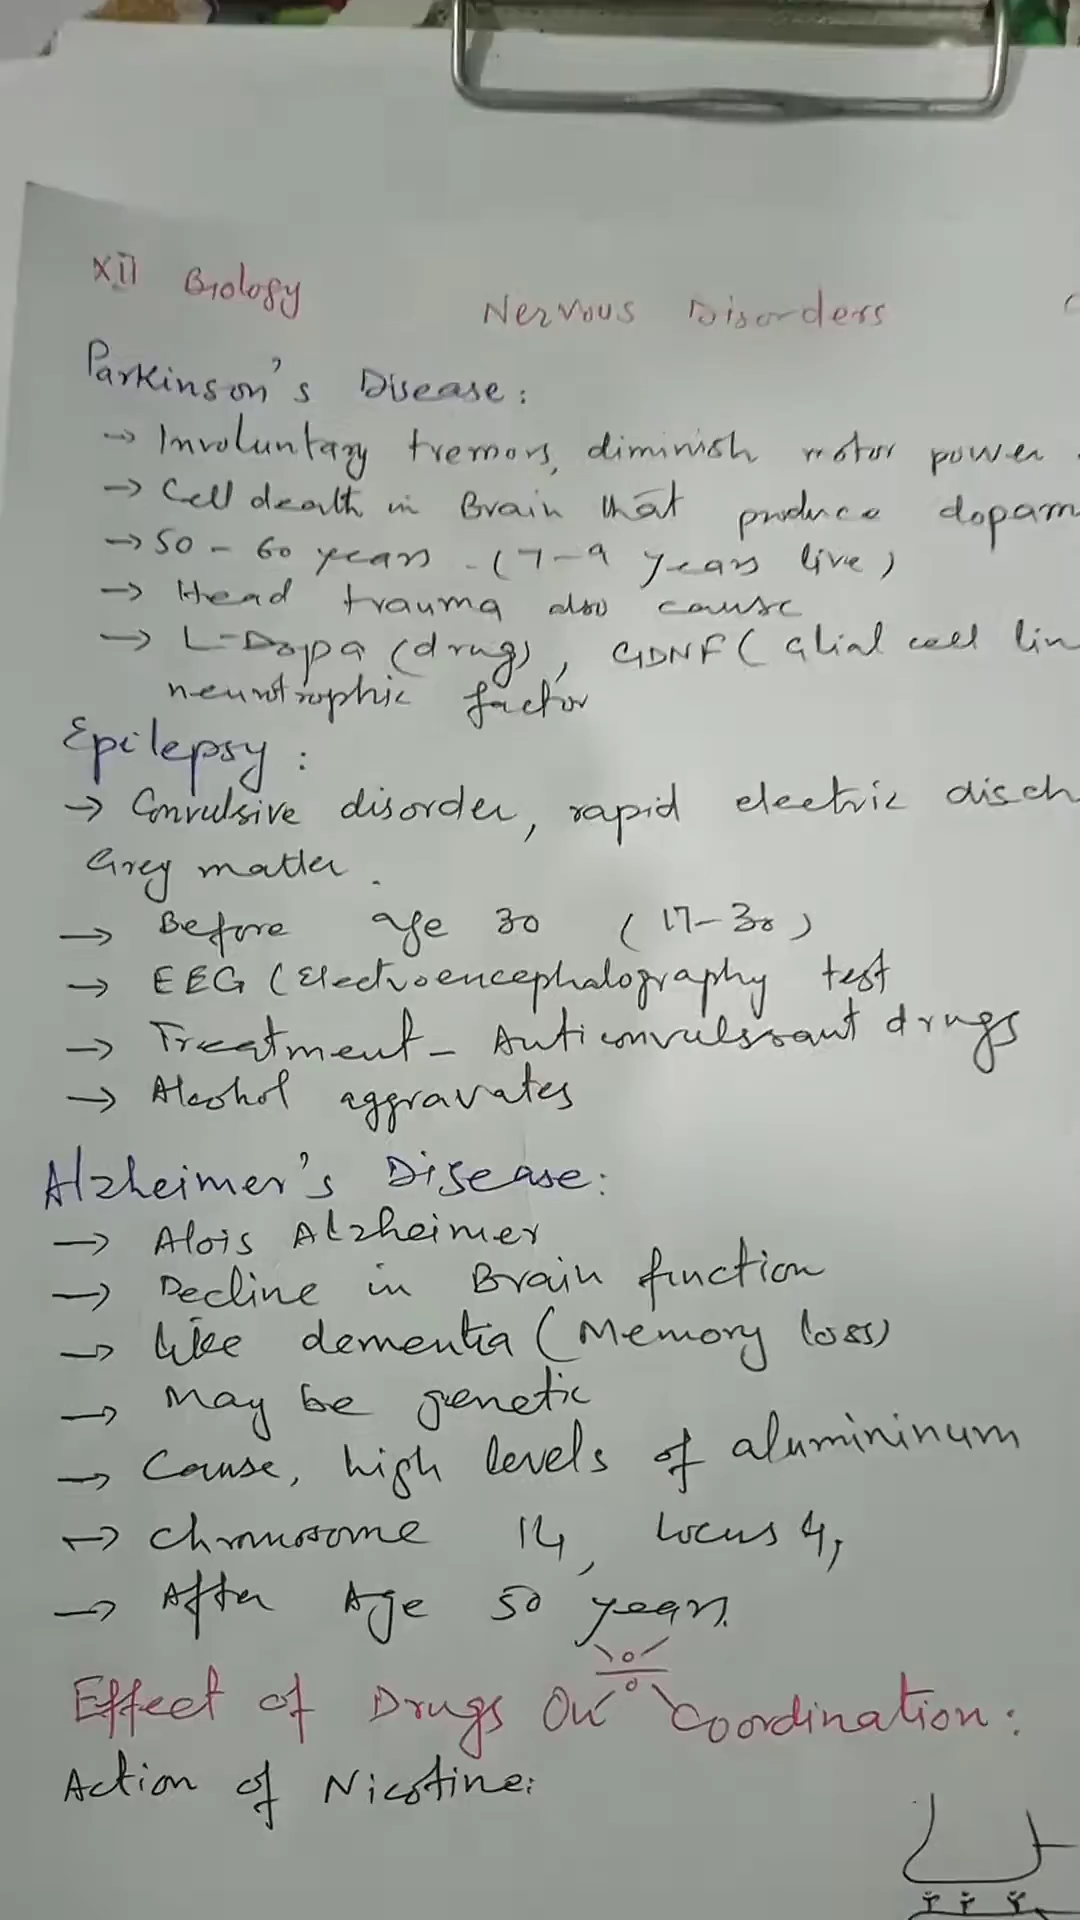 XII Biology
Nervous Disorders
Parkinson's Disease:
→ Involuntary tremors, diminish motor power
→ Cell death in Brain that produce dopam
→ 50 - 60 years - (7-9 years live)
→ Head trauma also cause
→ L-Dopa (drug), GDNF (Glial cell lin
neurotrophic factor
Epilepsy:
→ Convulsive disorder, rapid electric disch
Grey matter.
→ Before age 30 (17-30)
→ EEG (Electroencephalography test
→ Treatment - Anticonvulssant drugs
→ Alcohol aggravates
Alzheimer's Disease:
→ Alois Alzheimer
→ Decline in Brain function
→ like dementia (Memory loss)
→ May be genetic
→ Cause, high levels of alumininum
→ Chromosome 14, Locus 4,
→ After Age 50 years.
Effect of Drugs On Coordination:
Action of Nicotine: